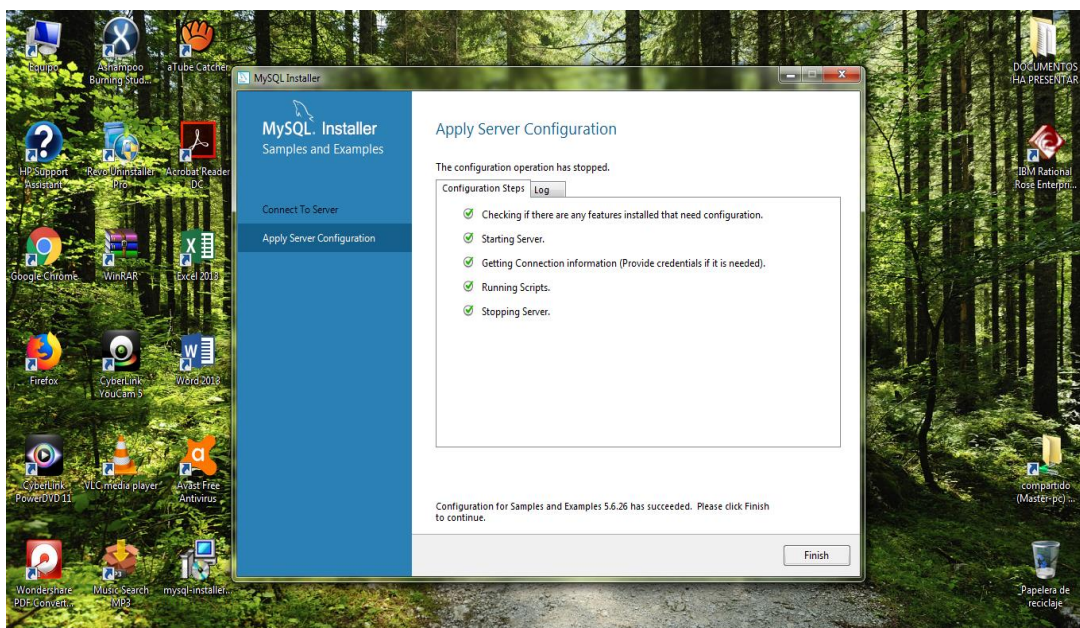 Equipo
Ashampoo
Burning Stud...
aTube Catcher
DOCUMENTOS
HA PRESENTAR
HP Support
Assistant
Revo Uninstaller
Pro
Acrobat Reader
DC
IBM Rational
Rose Enterpri...
Google Chrome
WinRAR
Excel 2013
Firefox
CyberLink
YouCam 5
Word 2013
CyberLink
PowerDVD 11
VLC media player
Avast Free
Antivirus
compartido
(Master-pc) ...
Wondershare
PDF Convert...
Music Search
MP3
mysql-installer...
Papelera de
reciclaje
MySQL Installer
MySQL. Installer
Samples and Examples
Connect To Server
Apply Server Configuration
Apply Server Configuration
The configuration operation has stopped.
Configuration Steps
Log
Checking if there are any features installed that need configuration.
Starting Server.
Getting Connection information (Provide credentials if it is needed).
Running Scripts.
Stopping Server.
Configuration for Samples and Examples 5.6.26 has succeeded. Please click Finish
to continue.
Finish